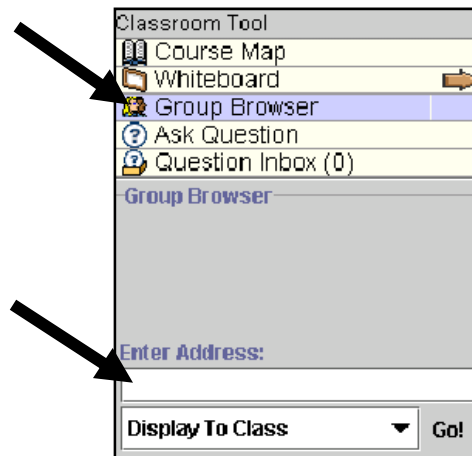 Classroom Tool
Course Map
Whiteboard
Group Browser
Ask Question
Question Inbox (0)
Group Browser
Enter Address:
Display To Class Go!